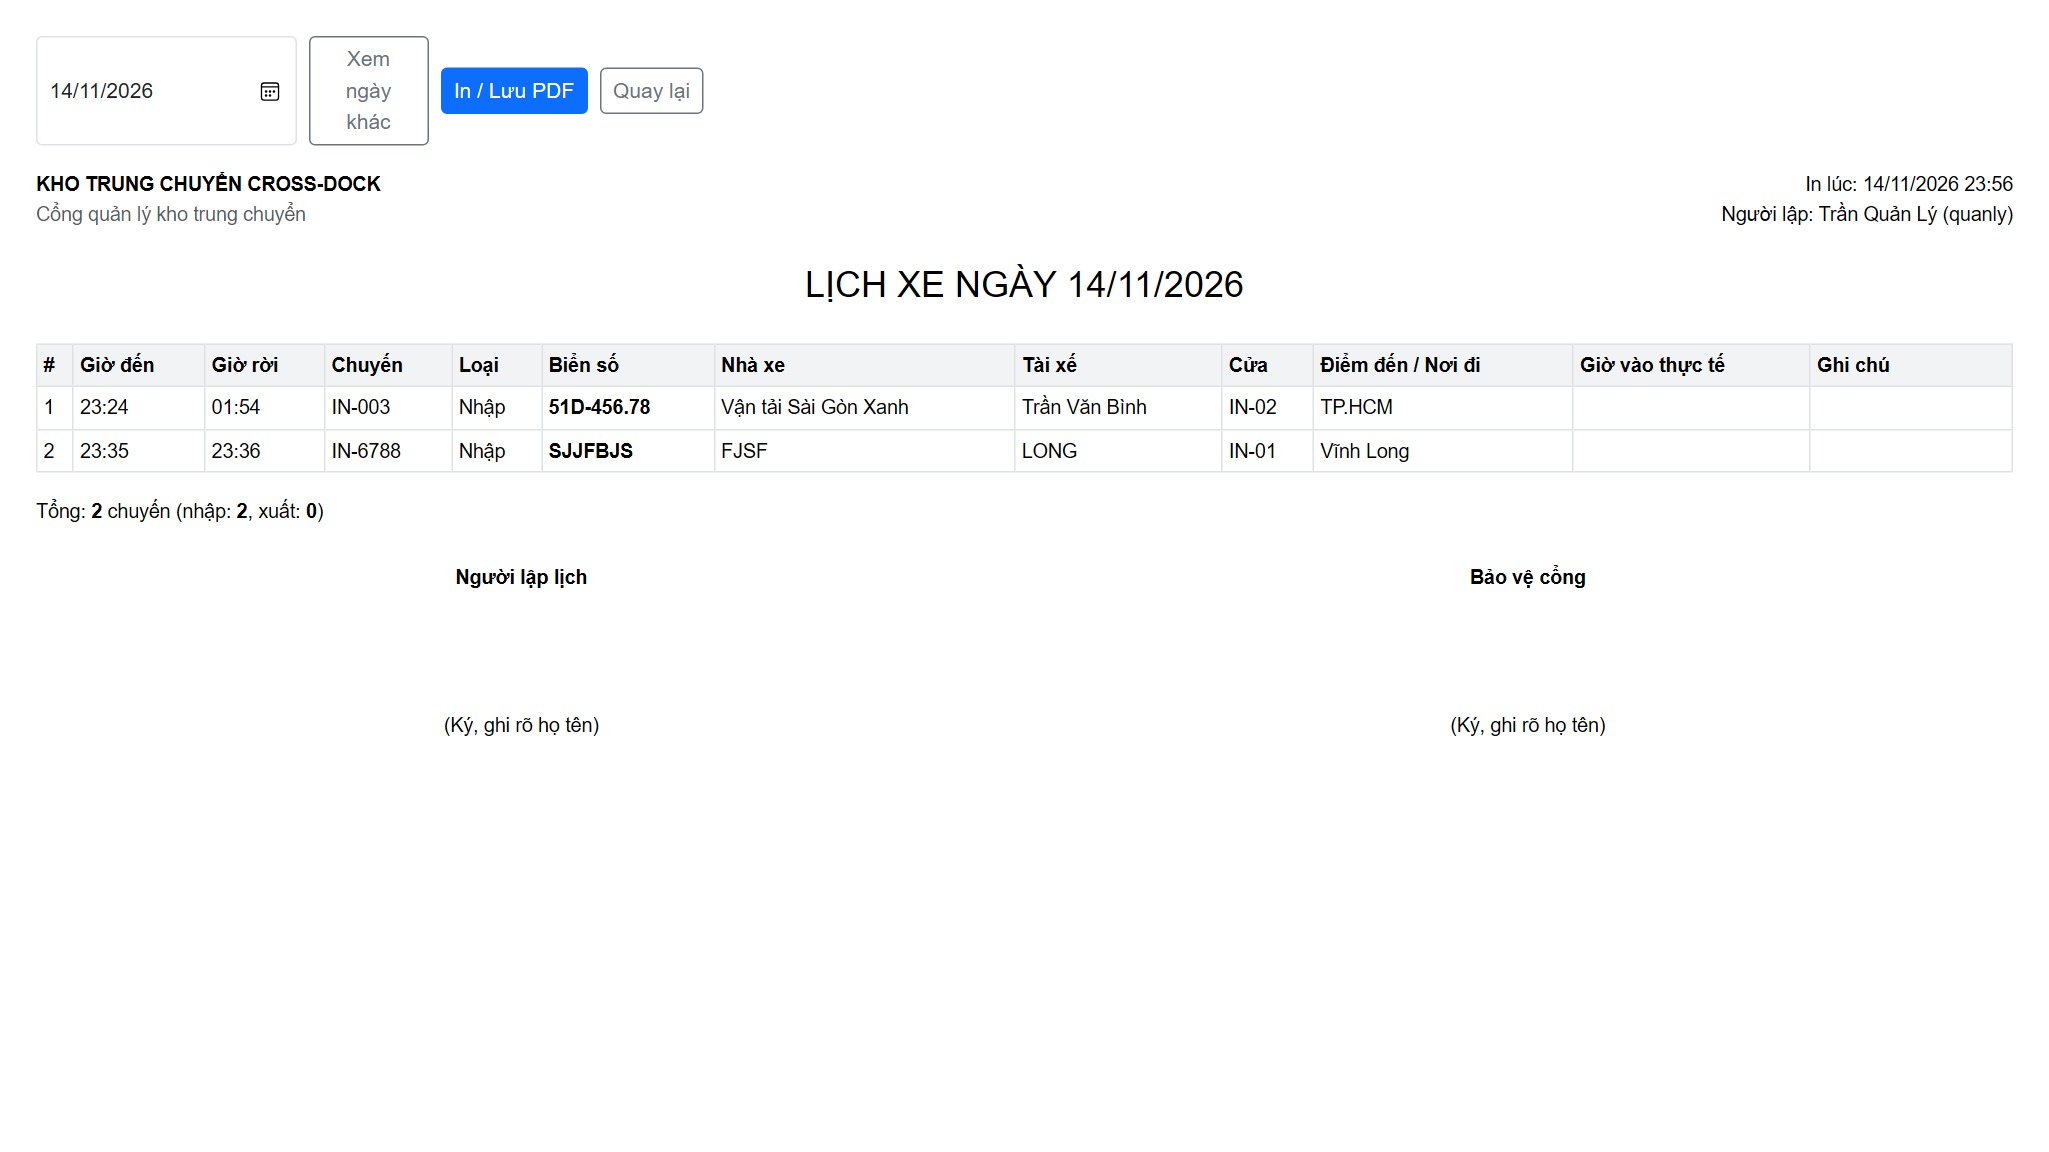 14/11/2026
Xem
ngày
khác
In / Lưu PDF
Quay lại
KHO TRUNG CHUYỂN CROSS-DOCK
In lúc: 14/11/2026 23:56
Cổng quản lý kho trung chuyển
Người lập: Trần Quản Lý (quanly)
LỊCH XE NGÀY 14/11/2026
# Giờ đến Giờ rời Chuyến Loại Biển số Nhà xe Tài xế Cửa Điểm đến / Nơi đi Giờ vào thực tế Ghi chú
1 23:24 01:54 IN-003 Nhập 51D-456.78 Vận tải Sài Gòn Xanh Trần Văn Bình IN-02 TP.HCM
2 23:35 23:36 IN-6788 Nhập SJJFBJS FJSF LONG IN-01 Vĩnh Long
Tổng: 2 chuyến (nhập: 2, xuất: 0)
Người lập lịch
Bảo vệ cổng
(Ký, ghi rõ họ tên)
(Ký, ghi rõ họ tên)